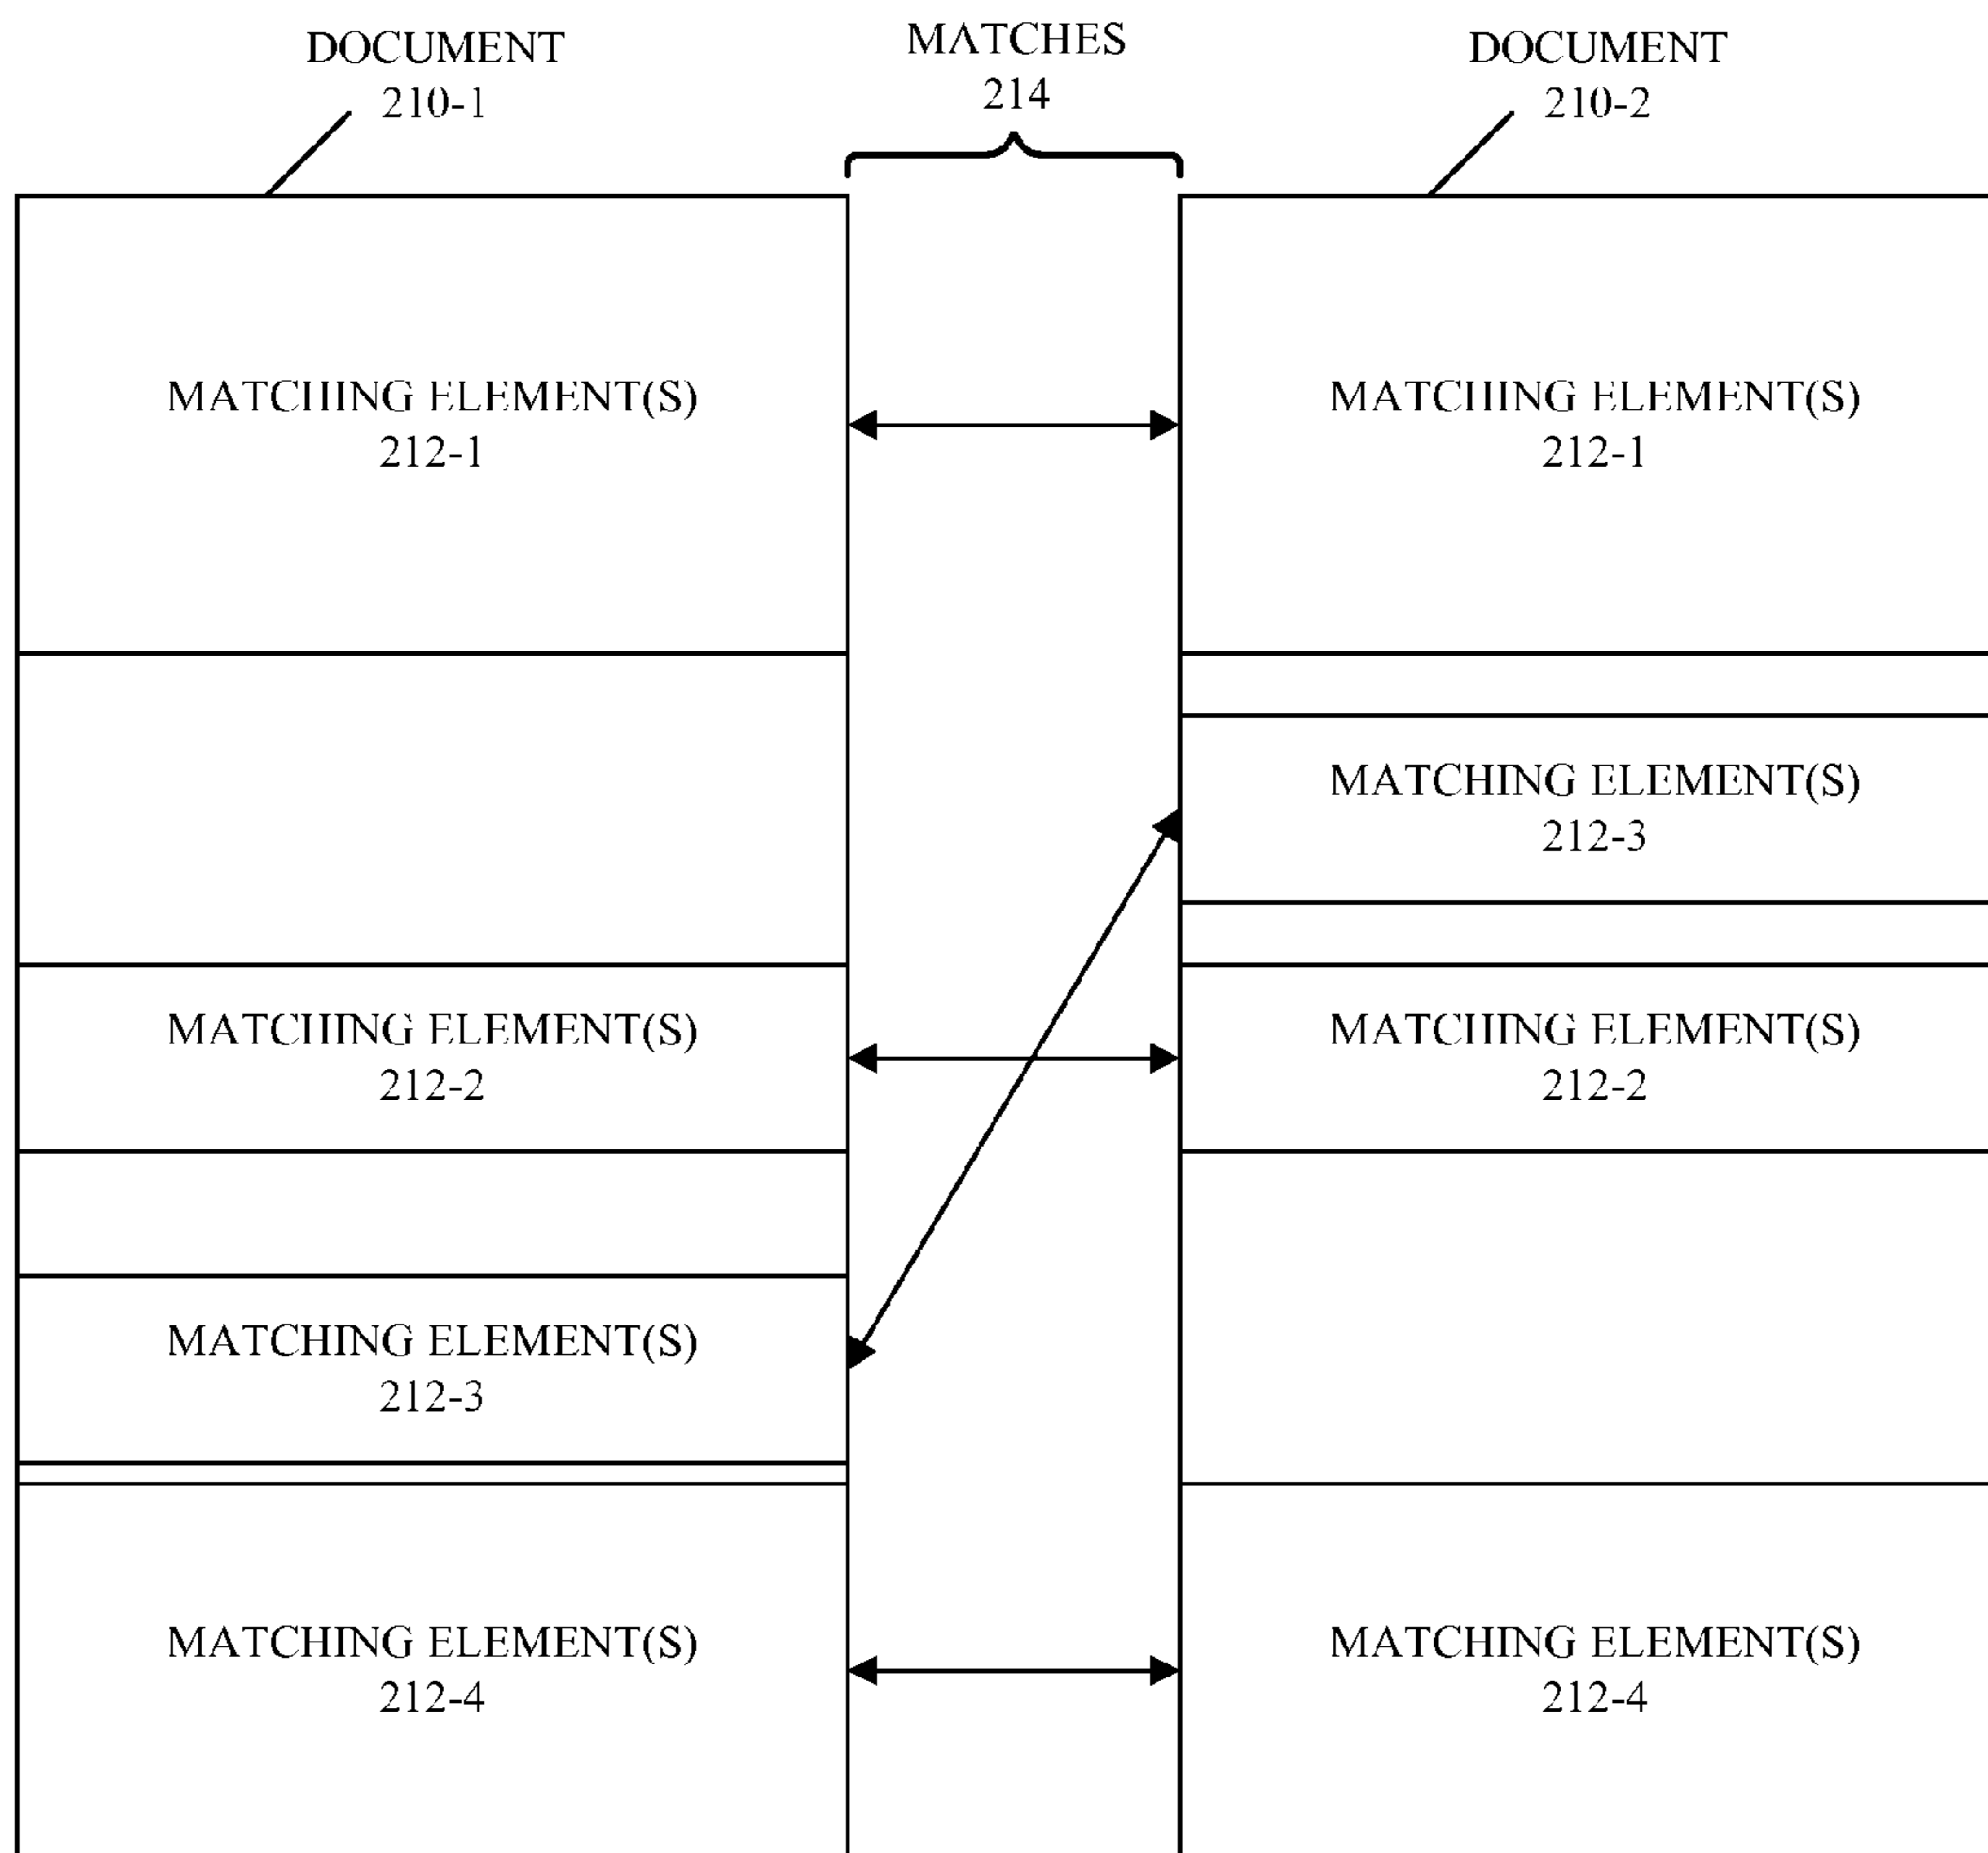 DOCUMENT
210-1
MATCHES
214
DOCUMENT
210-2
MATCHING ELEMENT(S)
212-1
MATCHING ELEMENT(S)
212-1
MATCHING ELEMENT(S)
212-3
MATCHING ELEMENT(S)
212-2
MATCHING ELEMENT(S)
212-2
MATCHING ELEMENT(S)
212-3
MATCHING ELEMENT(S)
212-4
MATCHING ELEMENT(S)
212-4